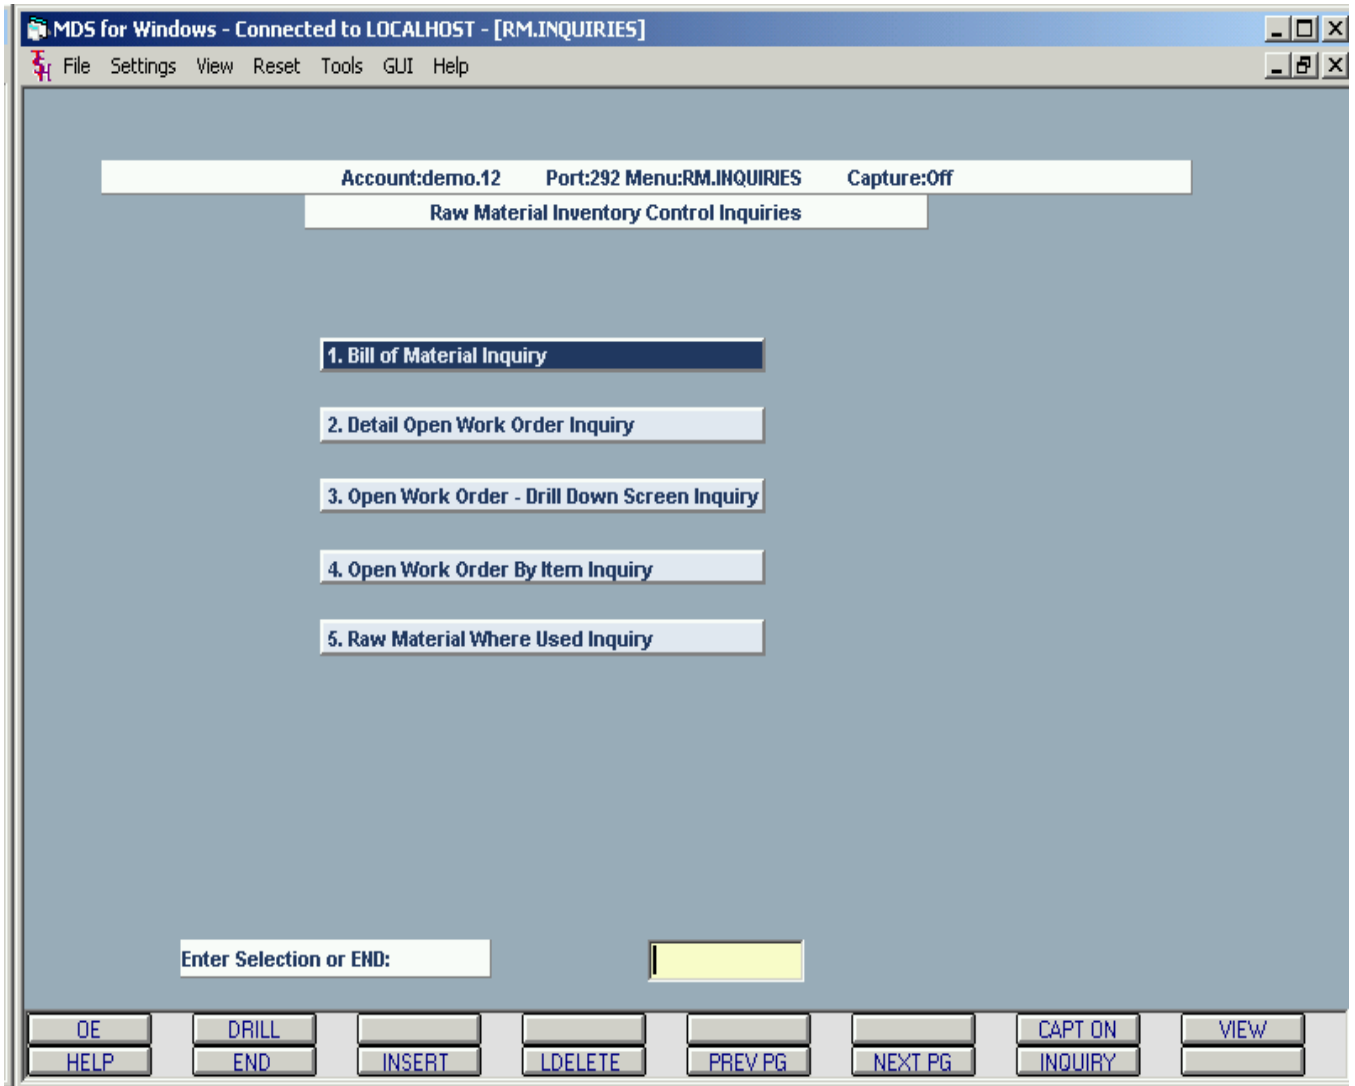 MDS for Windows - Connected to LOCALHOST - [RM.INQUIRIES]
File Settings View Reset Tools GUI Help
Account:demo.12 Port:292 Menu:RM.INQUIRIES Capture:Off
Raw Material Inventory Control Inquiries
1. Bill of Material Inquiry
2. Detail Open Work Order Inquiry
3. Open Work Order - Drill Down Screen Inquiry
4. Open Work Order By Item Inquiry
5. Raw Material Where Used Inquiry
Enter Selection or END:
OE DRILL CAPT ON VIEW
HELP END INSERT LDELETE PREV PG NEXT PG INQUIRY